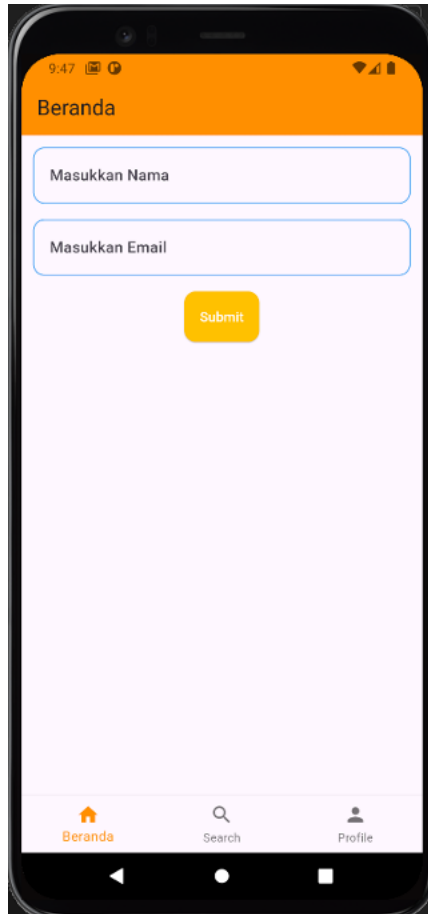 9:47
Beranda
Masukkan Nama
Masukkan Email
Submit
Beranda
Search
Profile